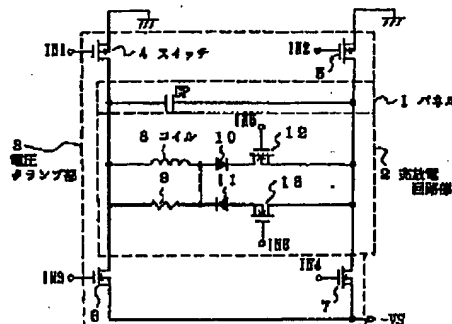 IN1
4 スイッチ
IN2
5
CP
1 パネル
3
電圧
クランプ部
8 コイル
10
12
2 充放電
回路部
9
11
13
IN5
IN3
6
IN4
7
-VS